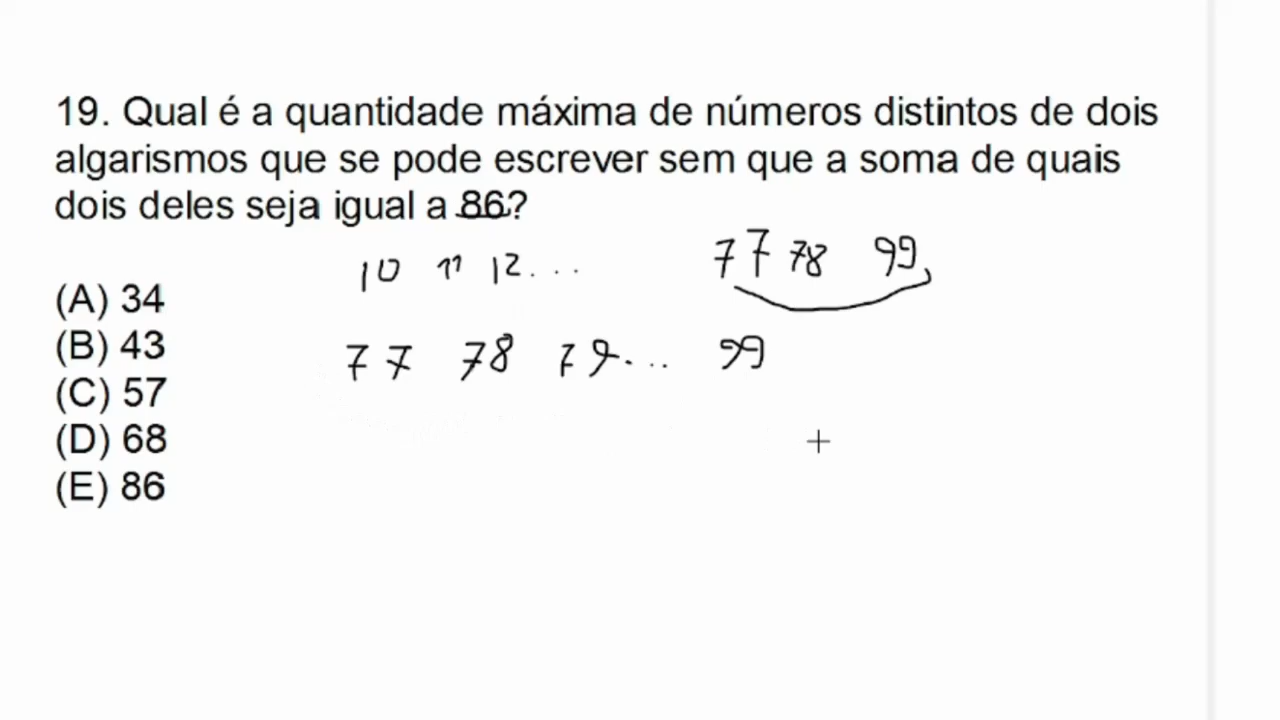 19. Qual é a quantidade máxima de números distintos de dois
algarismos que se pode escrever sem que a soma de quais
dois deles seja igual a 86?
10 11 12...
77 78 99
(A) 34
(B) 43
77 78 79... 99
(C) 57
(D) 68
(E) 86